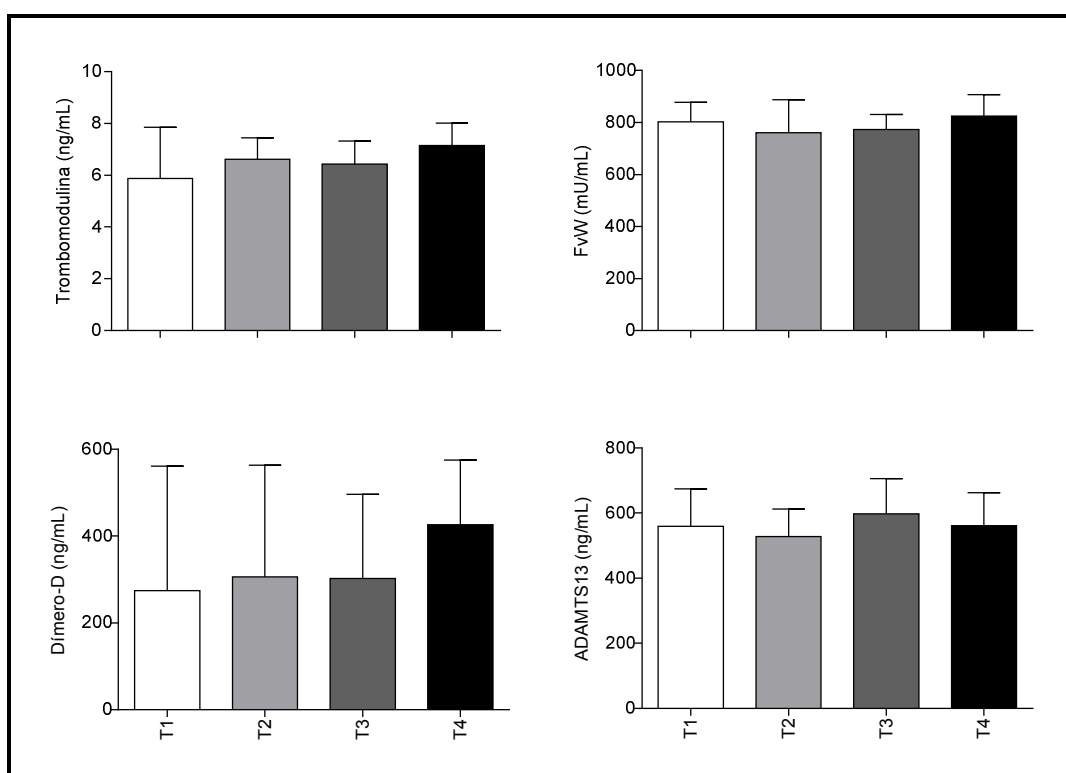 Trombomodulina (ng/mL)
10
8
6
4
2
0
FvW (mU/mL)
1000
800
600
400
200
0
Dímero-D (ng/mL)
600
400
200
0
T1
T2
T3
T4
ADAMTS13 (ng/mL)
800
600
400
200
0
T1
T2
T3
T4